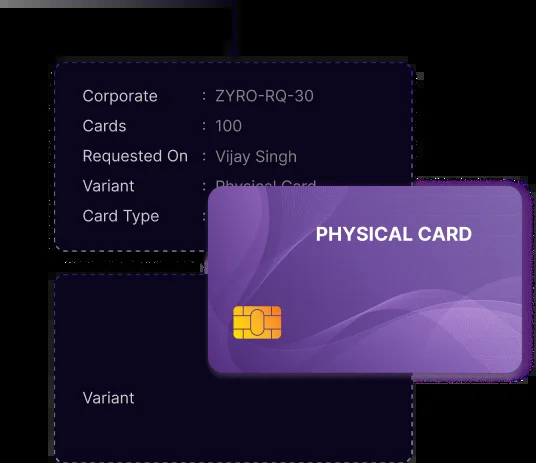 Corporate : ZYRO-RQ-30
Cards : 100
Requested On : Vijay Singh
Variant : Physical Card
Card Type :
PHYSICAL CARD
Variant